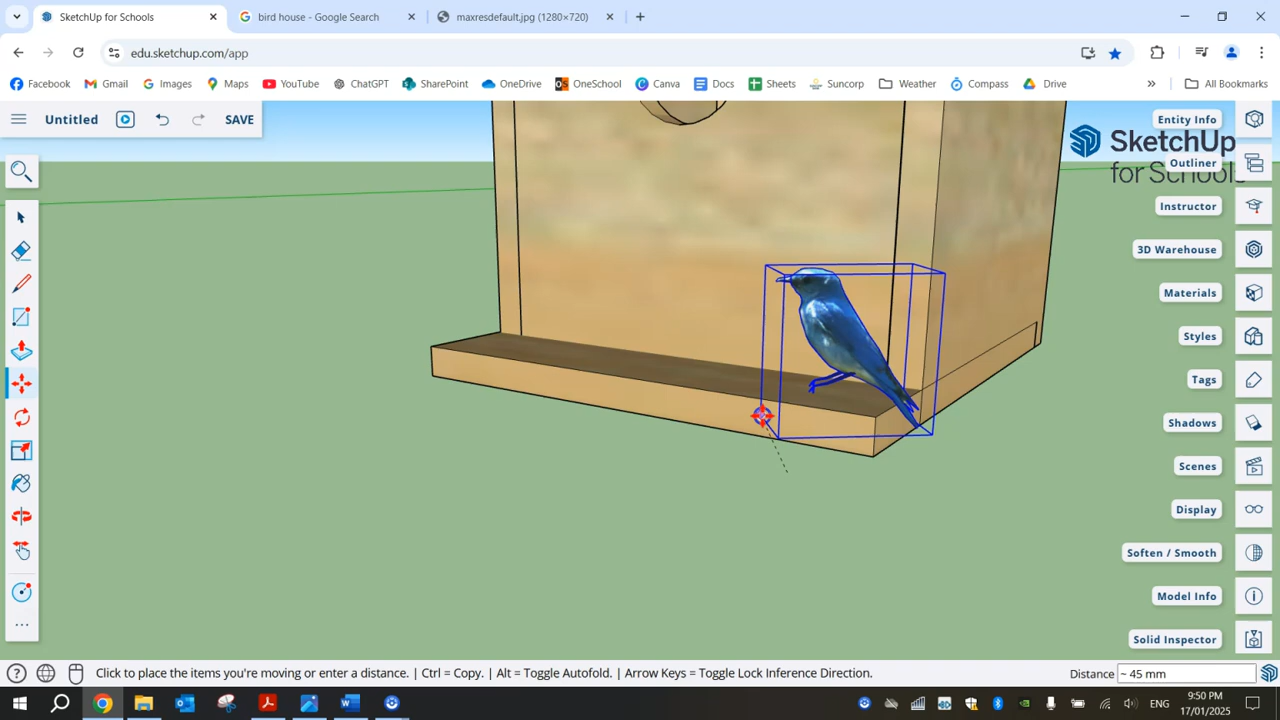 SketchUp for Schools
bird house - Google Search
maxresdefault.jpg (1280×720)
edu.sketchup.com/app
Facebook
Gmail
Images
Maps
YouTube
ChatGPT
SharePoint
OneDrive
OneSchool
Canva
Docs
Sheets
Suncorp
Weather
Compass
Drive
All Bookmarks
Untitled
SAVE
SketchUp
for Schools
Entity Info
Outliner
Instructor
3D Warehouse
Materials
Styles
Tags
Shadows
Scenes
Display
Soften / Smooth
Model Info
Solid Inspector
Click to place the items you're moving or enter a distance. | Ctrl = Copy. | Alt = Toggle Autofold. | Arrow Keys = Toggle Lock Inference Direction.
Distance ~ 45 mm
ENG
9:50 PM
17/01/2025